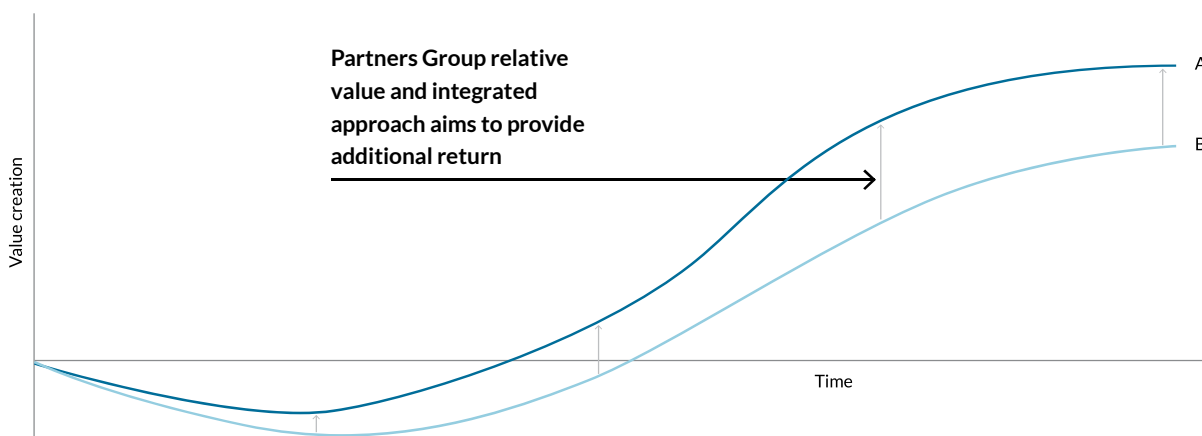 Partners Group relative
value and integrated
approach aims to provide
additional return
A
B
Value creation
Time